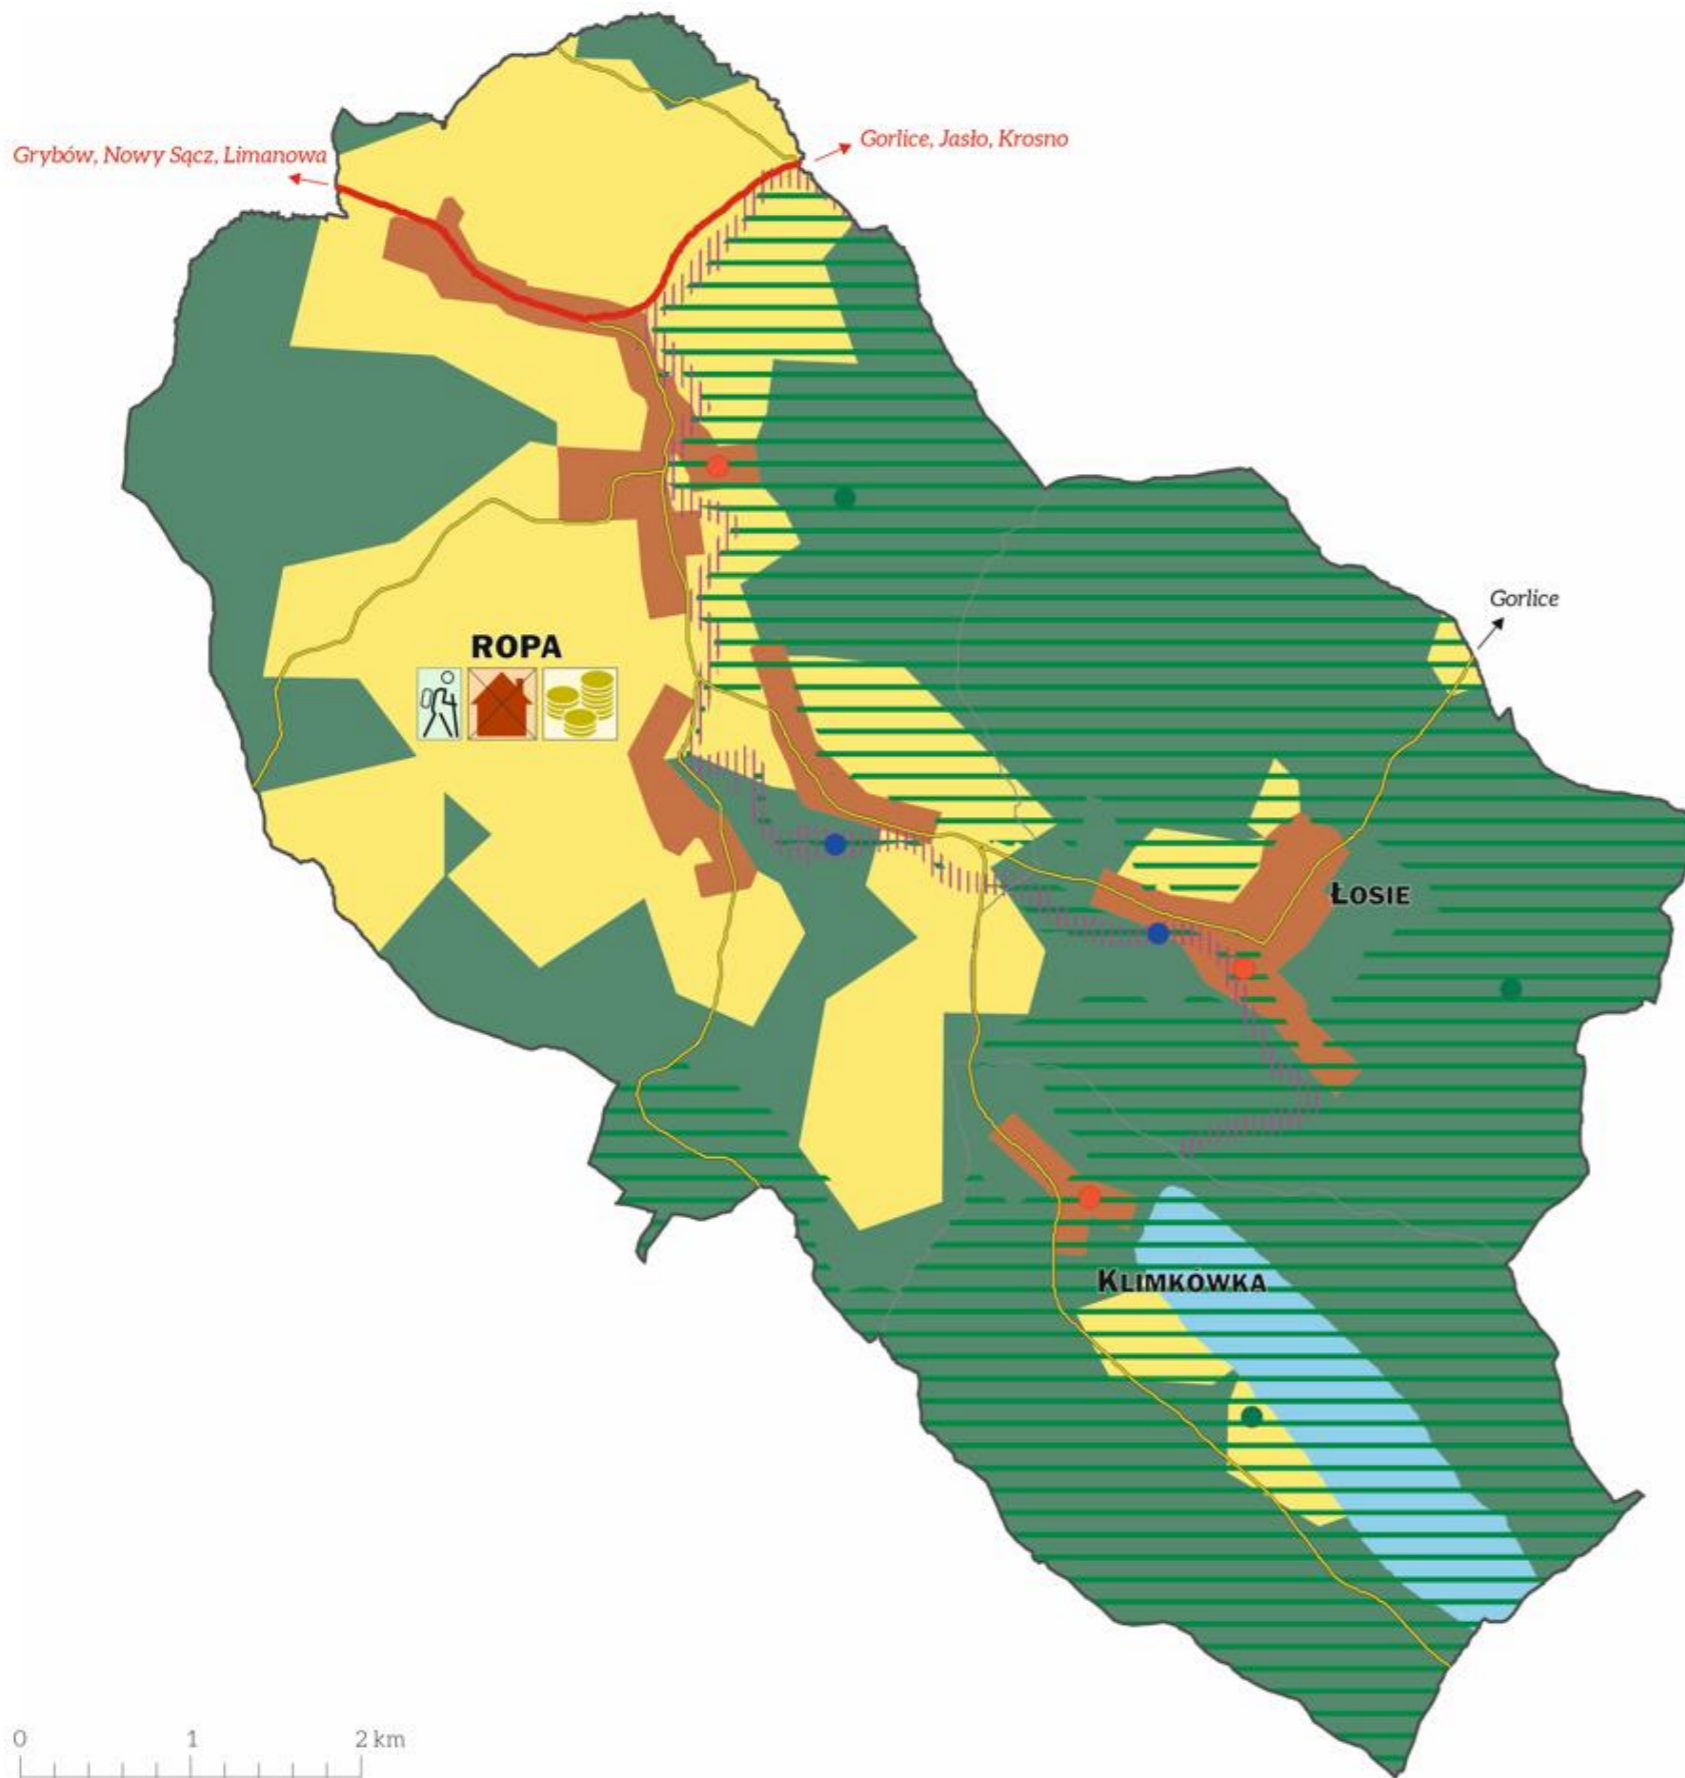 Grybów, Nowy Sącz, Limanowa
Gorlice, Jasło, Krosno
Gorlice
ROPA
ŁOSIE
KLIMKÓWKA
0 1 2 km